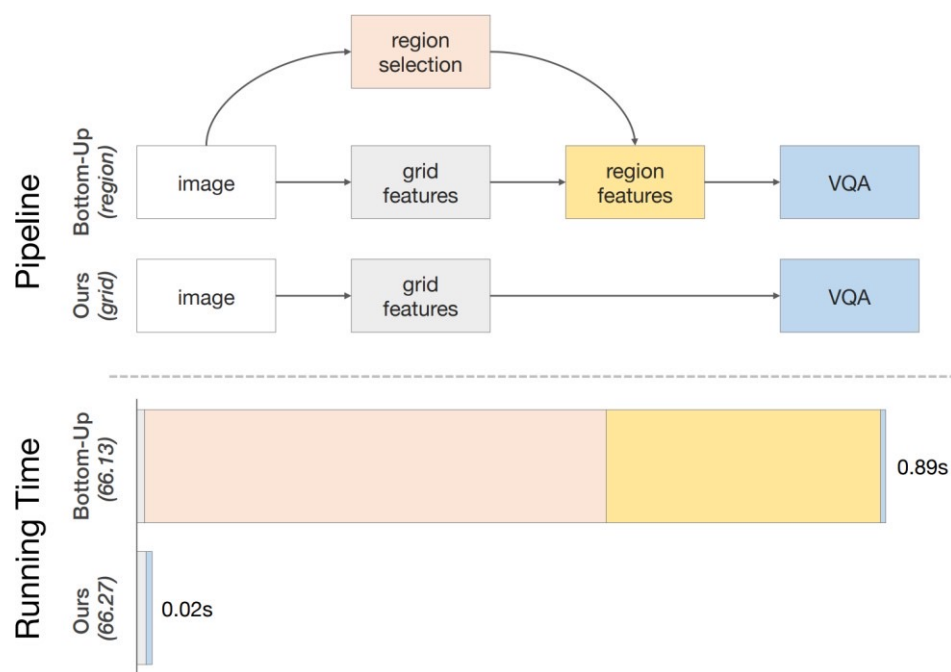 region
selection
Pipeline
Bottom-Up
(region)
image
grid
features
region
features
VQA
Ours
(grid)
image
grid
features
VQA
Running Time
Bottom-Up
(66.13)
0.89s
Ours
(66.27)
0.02s